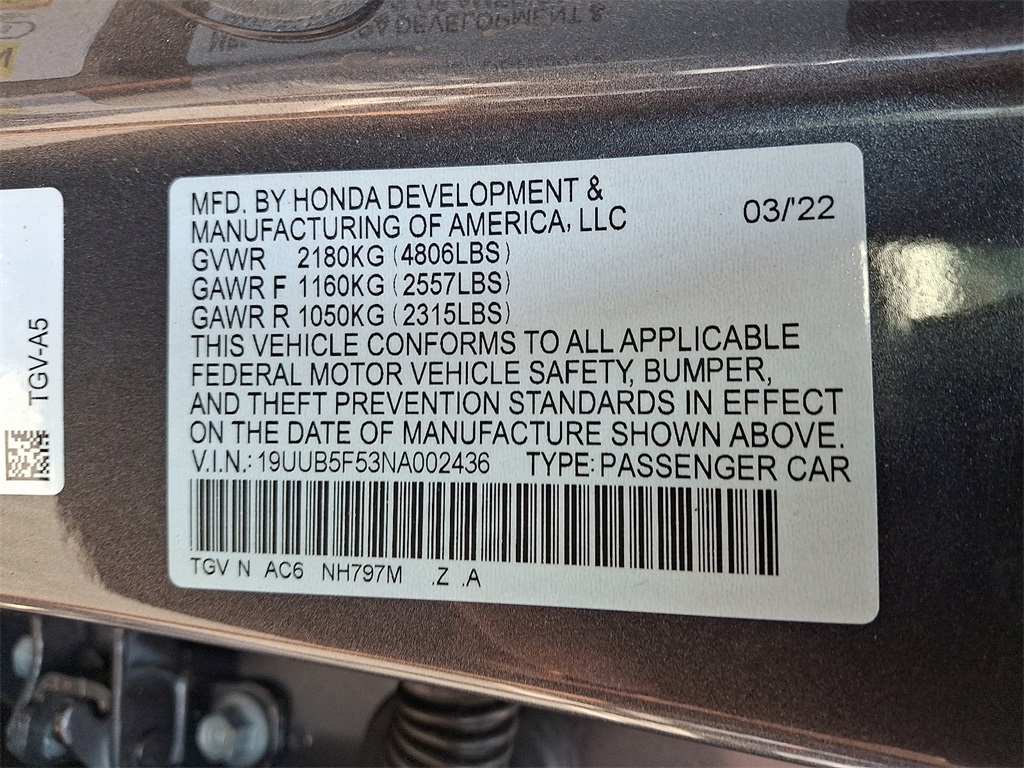 MFD. BY HONDA DEVELOPMENT &
MANUFACTURING OF AMERICA, LLC
03/'22
GVWR 2180KG (4806LBS)
GAWR F 1160KG (2557LBS)
GAWR R 1050KG (2315LBS)
THIS VEHICLE CONFORMS TO ALL APPLICABLE
FEDERAL MOTOR VEHICLE SAFETY, BUMPER,
AND THEFT PREVENTION STANDARDS IN EFFECT
ON THE DATE OF MANUFACTURE SHOWN ABOVE.
V.I.N.: 19UUB5F53NA002436 TYPE: PASSENGER CAR
TGV N AC6 NH797M .Z .A
TGV-A5